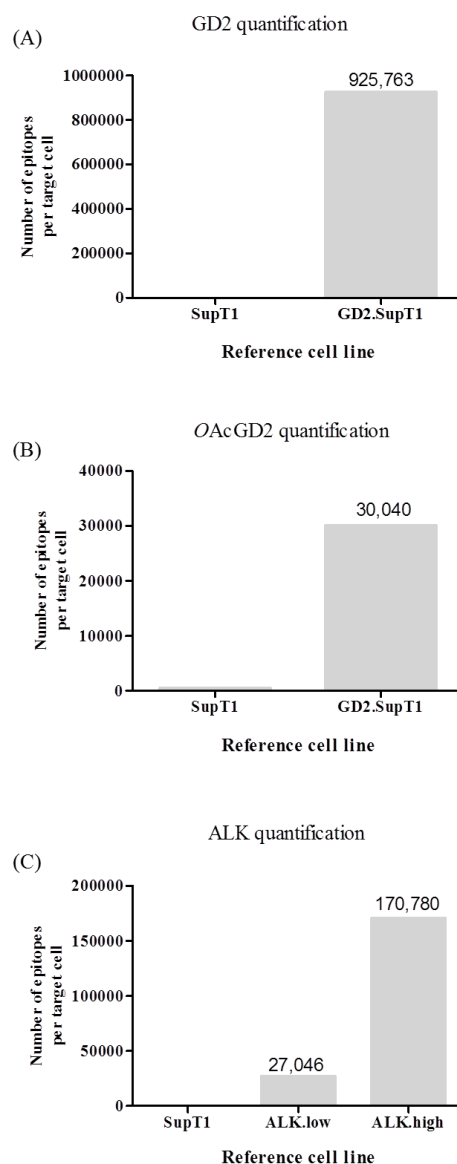 (A)
GD2 quantification
925,763
1000000
800000
600000
400000
200000
0
Number of epitopes
per target cell
SupT1 GD2.SupT1
Reference cell line
(B)
OAcGD2 quantification
30,040
40000
30000
20000
10000
0
Number of epitopes
per target cell
SupT1 GD2.SupT1
Reference cell line
(C)
ALK quantification
170,780
27,046
200000
150000
100000
50000
0
Number of epitopes
per target cell
SupT1 ALK.low ALK.high
Reference cell line